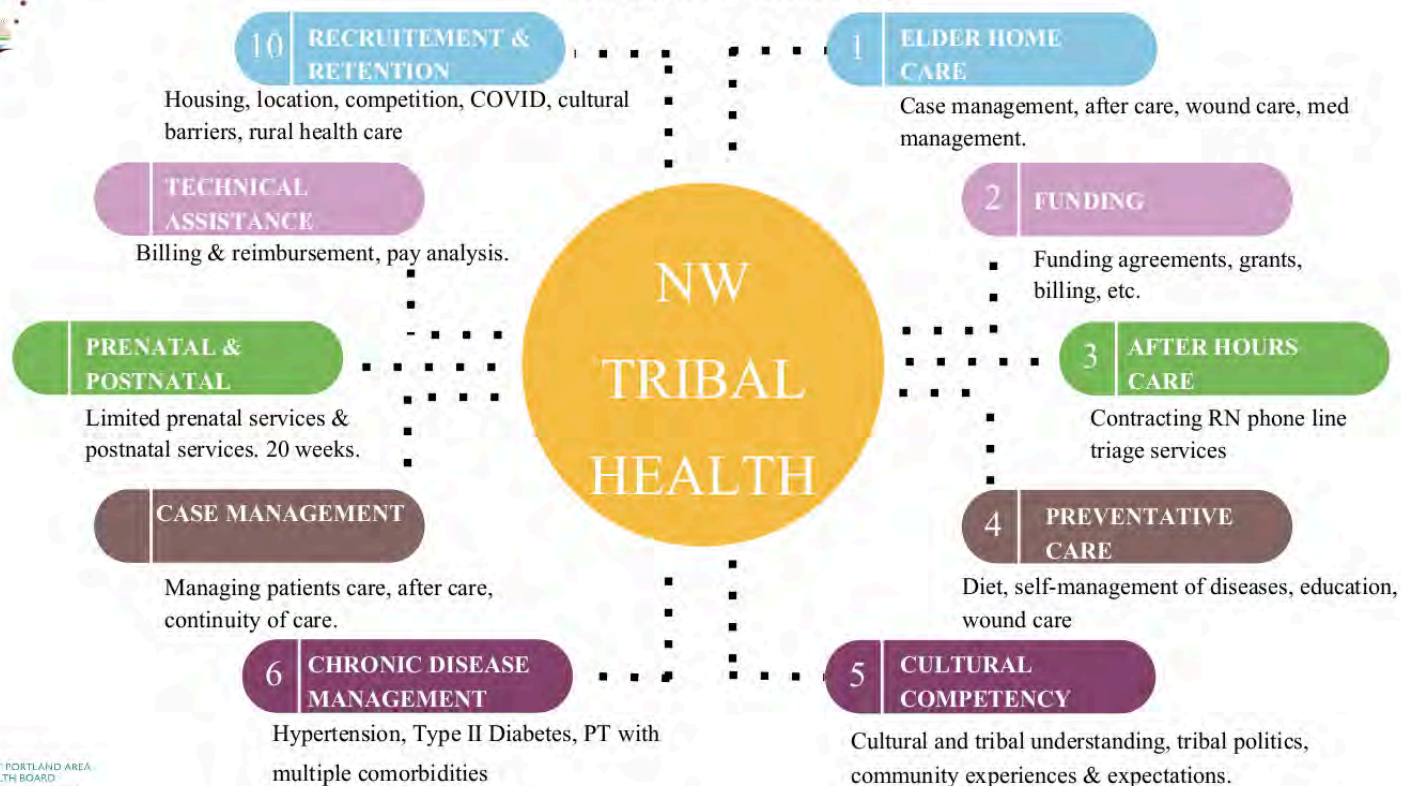 10
RECRUITEMENT &
RETENTION
Housing, location, competition, COVID, cultural
barriers, rural health care
TECHNICAL
ASSISTANCE
Billing & reimbursement, pay analysis.
PRENATAL &
POSTNATAL
Limited prenatal services &
postnatal services. 20 weeks.
CASE MANAGEMENT
Managing patients care, after care,
continuity of care.
6
CHRONIC DISEASE
MANAGEMENT
Hypertension, Type II Diabetes, PT with
multiple comorbidities
NW
TRIBAL
HEALTH
1
ELDER HOME
CARE
Case management, after care, wound care, med
management.
2
FUNDING
Funding agreements, grants,
billing, etc.
3
AFTER HOURS
CARE
Contracting RN phone line
triage services
4
PREVENTATIVE
CARE
Diet, self-management of diseases, education,
wound care
5
CULTURAL
COMPETENCY
Cultural and tribal understanding, tribal politics,
community experiences & expectations.
PORTLAND AREA
BOARD